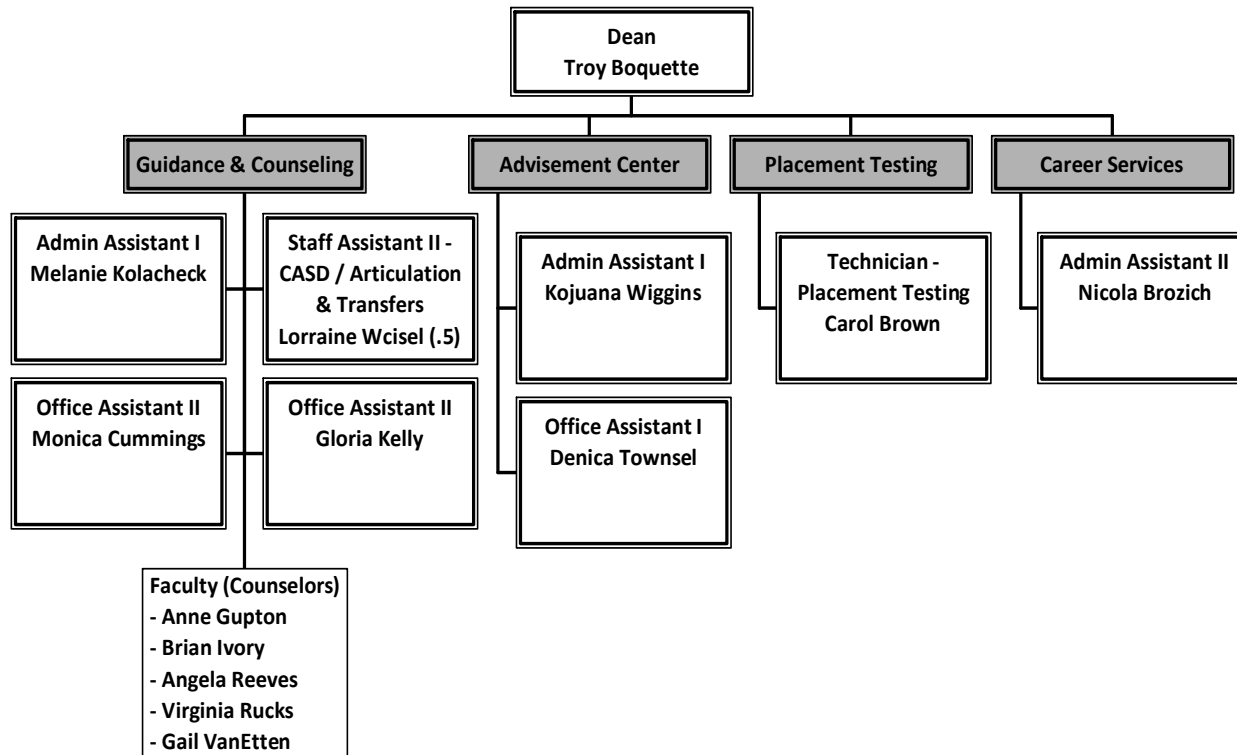 Dean
Troy Boquette
Guidance & Counseling
Advisement Center
Placement Testing
Career Services
Admin Assistant I
Melanie Kolacheck
Staff Assistant II -
CASD / Articulation
& Transfers
Lorraine Wcisel (.5)
Admin Assistant I
Kojuana Wiggins
Technician -
Placement Testing
Carol Brown
Admin Assistant II
Nicola Brozich
Office Assistant II
Monica Cummings
Office Assistant II
Gloria Kelly
Office Assistant I
Denica Townsel
Faculty (Counselors)
- Anne Gupton
- Brian Ivory
- Angela Reeves
- Virginia Rucks
- Gail VanEtten